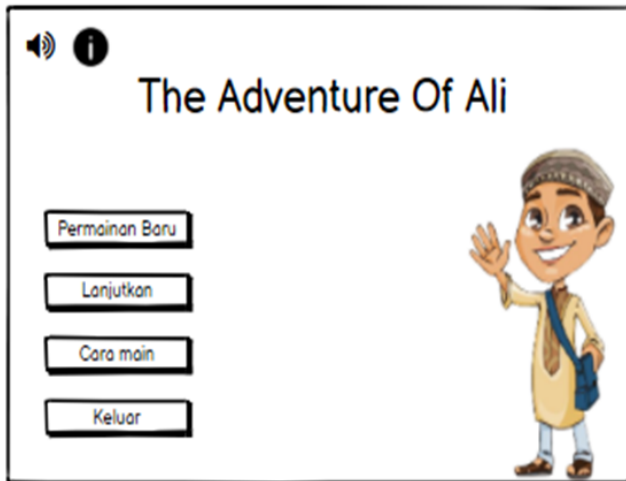 i
The Adventure Of Ali
Permainan Baru
Lanjutkan
Cara main
Keluar